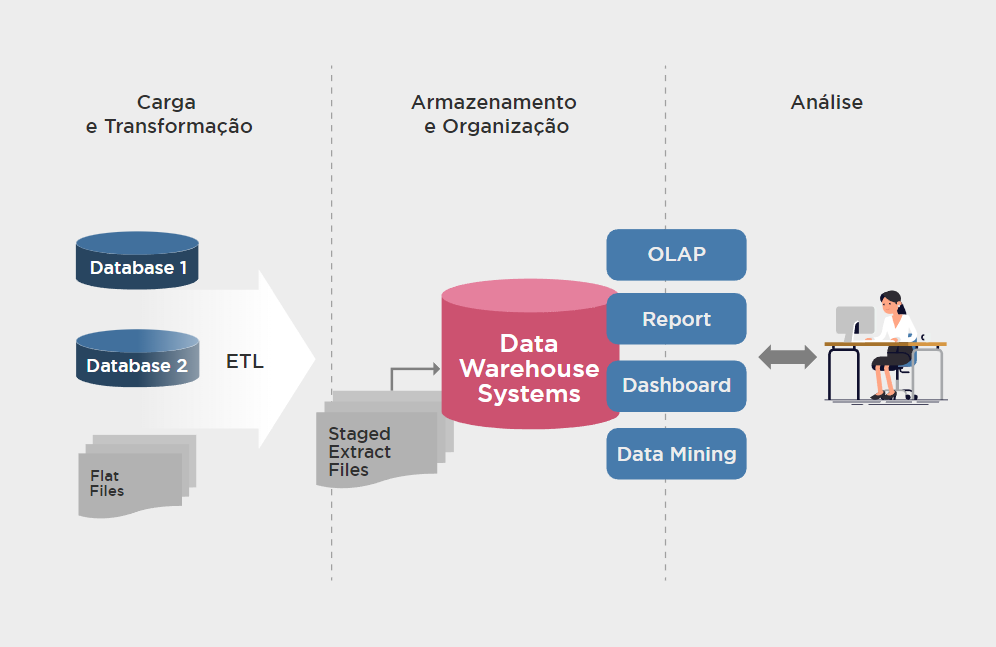 Carga
e Transformação
Armazenamento
e Organização
Análise
Database 1
Database 2
ETL
Flat
Files
Staged
Extract
Files
Data
Warehouse
Systems
OLAP
Report
Dashboard
Data Mining